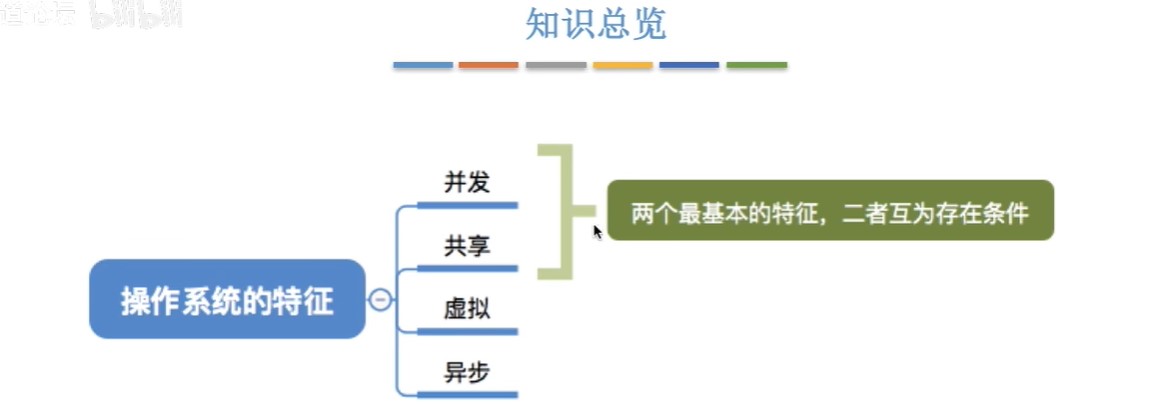 bilibili
知识总览
并发
共享
虚拟
异步
操作系统的特征
两个最基本的特征，二者互为存在条件